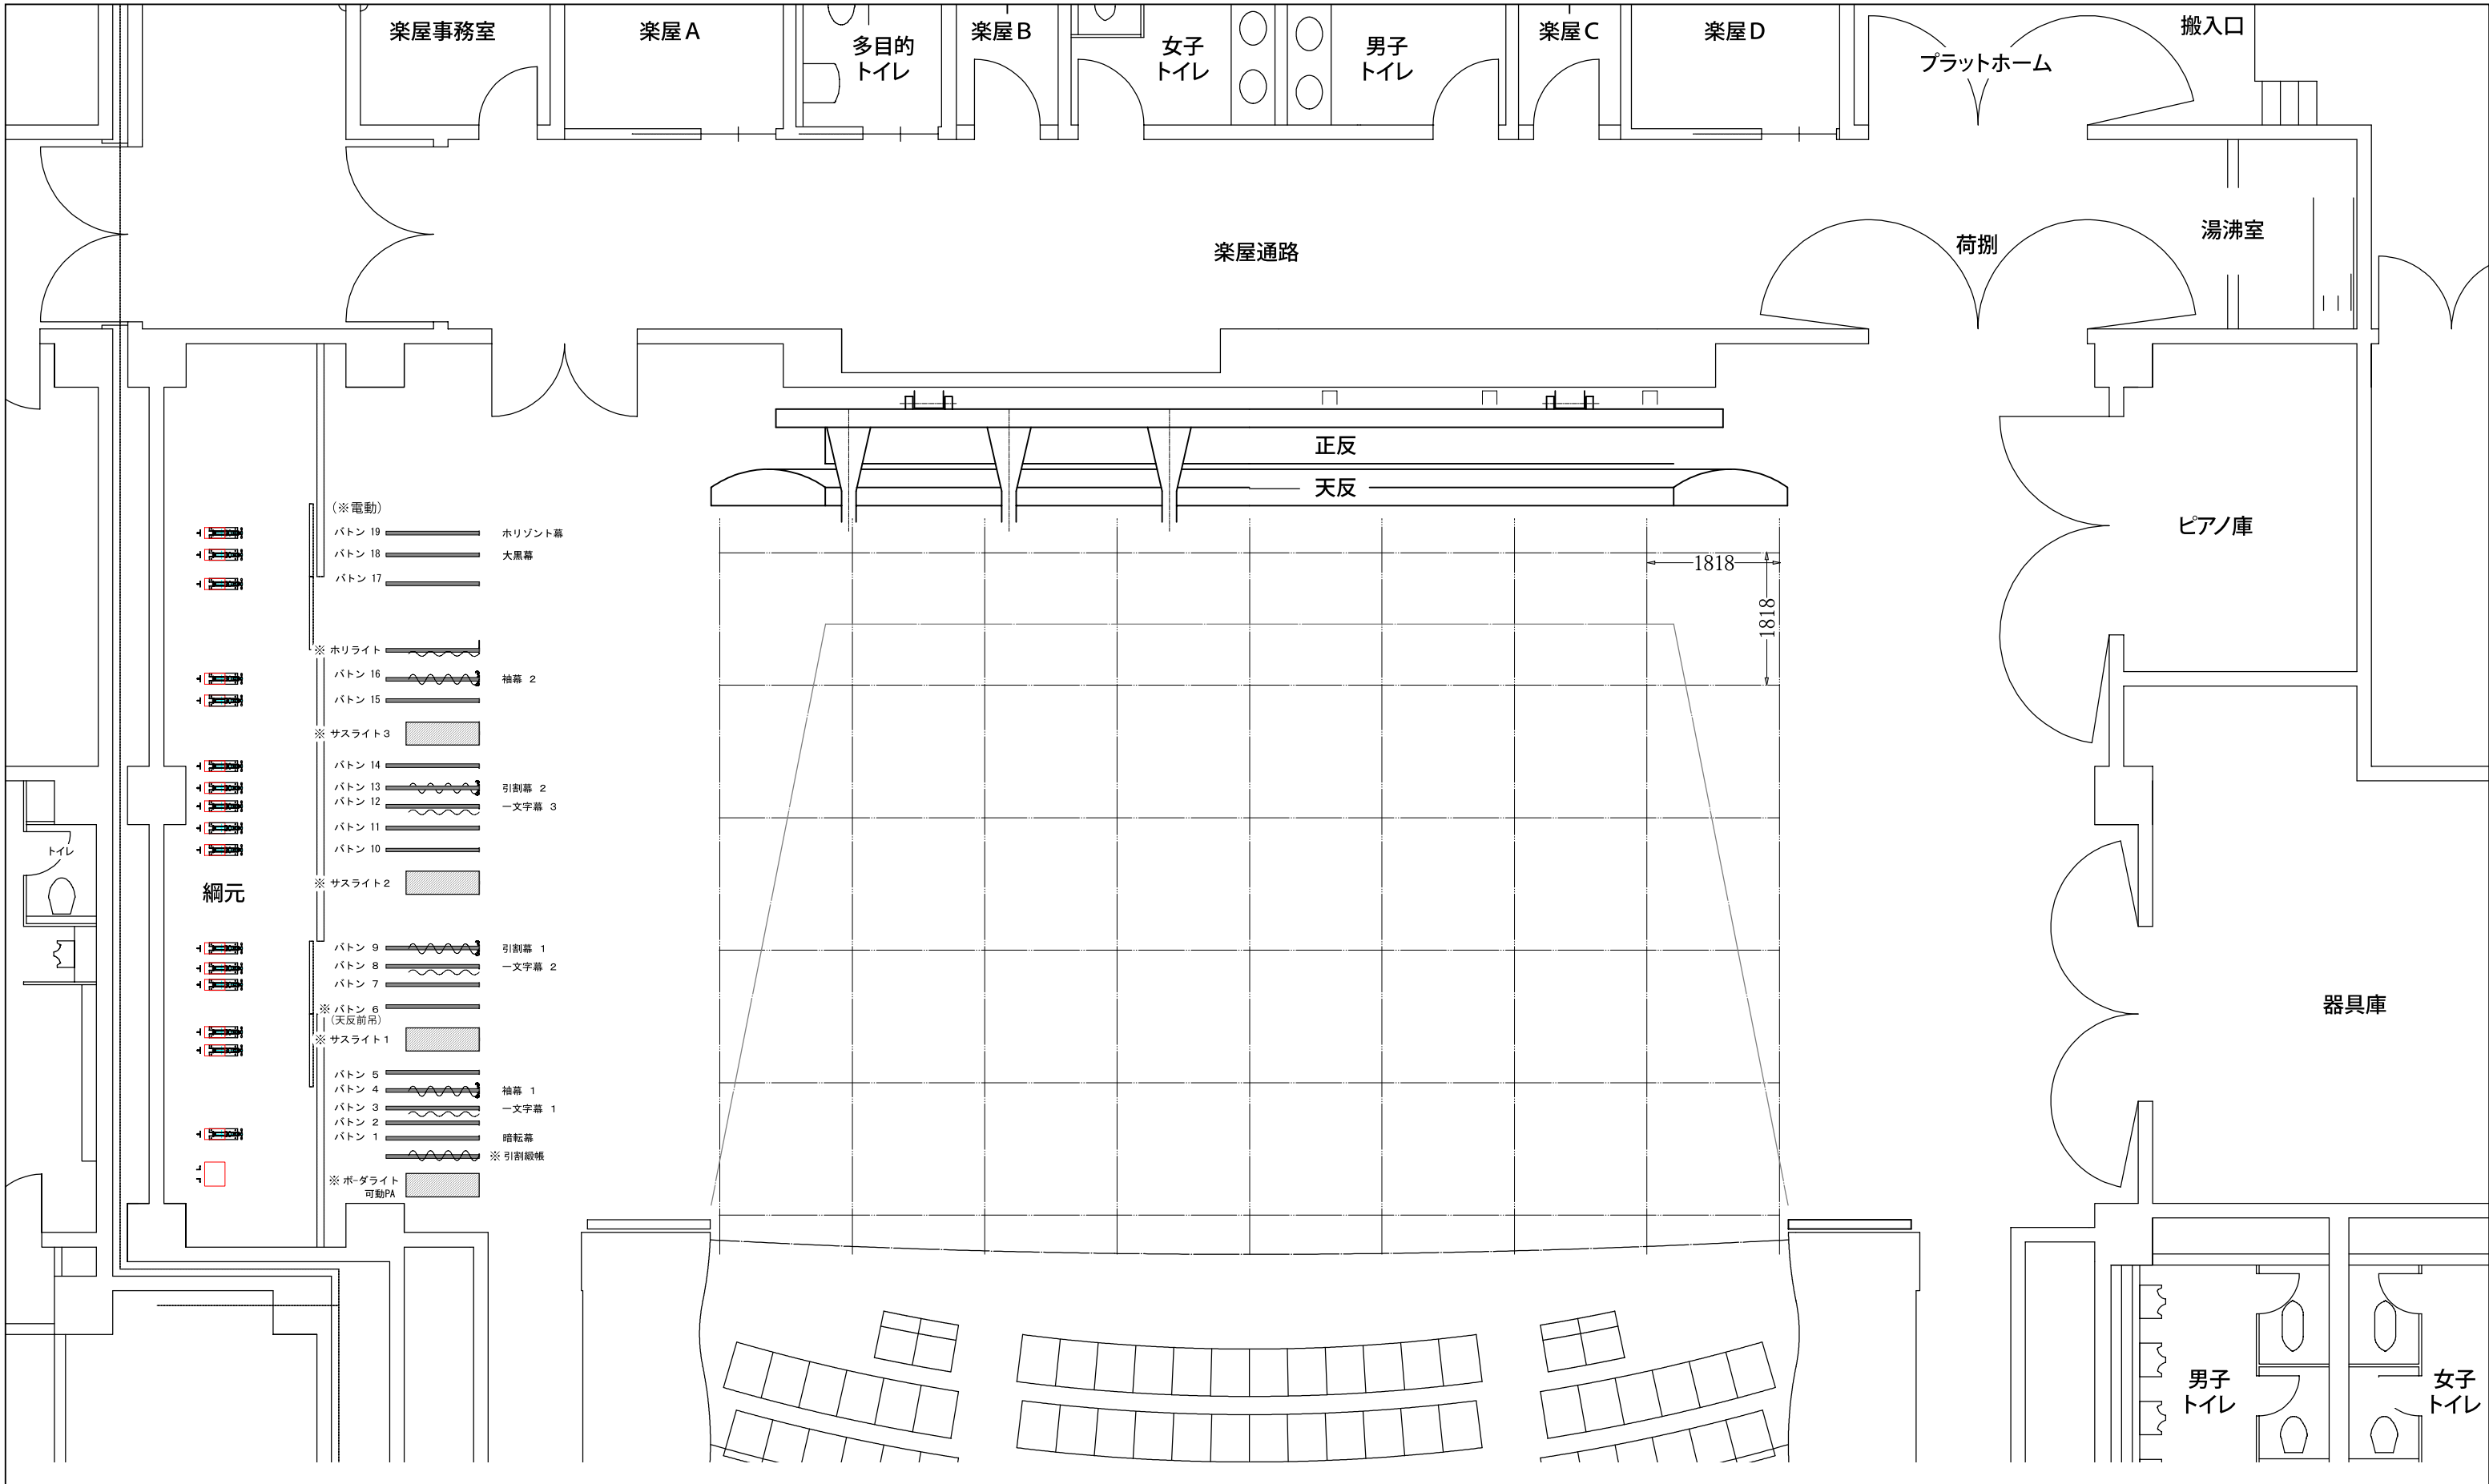 楽屋事務室
楽屋A
多目的
トイレ
楽屋B
女子
トイレ
男子
トイレ
楽屋C
楽屋D
プラットホーム
搬入口
楽屋通路
荷捌
湯沸室
正反
天反
ピアノ庫
器具庫
1818
1818
(※電動)
バトン 19
ホリゾント幕
バトン 18
大黒幕
バトン 17
※ ホリライト
バトン 16
袖幕 2
バトン 15
※ サスライト3
バトン 14
バトン 13
引割幕 2
バトン 12
一文字幕 3
バトン 11
バトン 10
※ サスライト2
バトン 9
引割幕 1
バトン 8
一文字幕 2
バトン 7
※ バトン 6
(天反前吊)
※ サスライト1
バトン 5
バトン 4
袖幕 1
バトン 3
一文字幕 1
バトン 2
バトン 1
暗転幕
※ 引割緞帳
※ ボーダライト
可動PA
トイレ
綱元
男子
トイレ
女子
トイレ